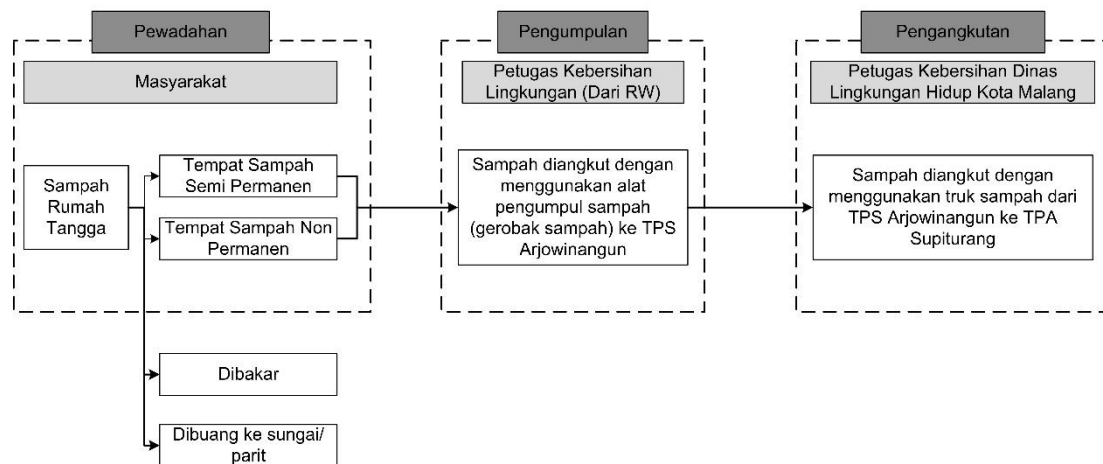 Pewadahan
Masyarakat
Sampah
Rumah
Tangga
Tempat Sampah
Semi Permanen
Tempat Sampah Non
Permanen
Dibakar
Dibuang ke sungai/
parit
Pengumpulan
Petugas Kebersihan
Lingkungan (Dari RW)
Sampah diangkut dengan
menggunakan alat
pengumpul sampah
(gerobak sampah) ke TPS
Arjowinangun
Pengangkutan
Petugas Kebersihan Dinas
Lingkungan Hidup Kota Malang
Sampah diangkut dengan
menggunakan truk sampah dari
TPS Arjowinangun ke TPA
Supiturang